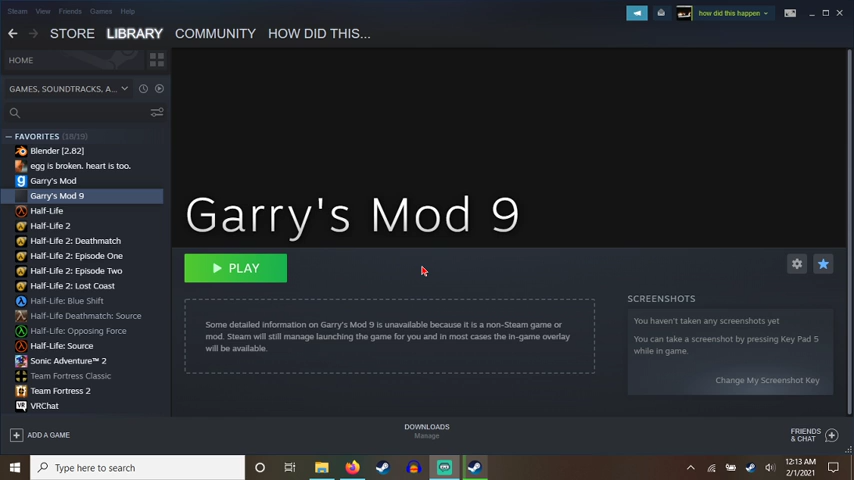 Steam View Friends Games Help
how did this happen
STORE LIBRARY COMMUNITY HOW DID THIS...
HOME
GAMES, SOUNDTRACKS, A...
FAVORITES (18/19)
Blender [2.82]
egg is broken. heart is too.
Garry's Mod
Garry's Mod 9
Half-Life
Half-Life 2
Half-Life 2: Deathmatch
Half-Life 2: Episode One
Half-Life 2: Episode Two
Half-Life 2: Lost Coast
Half-Life: Blue Shift
Half-Life Deathmatch: Source
Half-Life: Opposing Force
Half-Life: Source
Sonic Adventure™ 2
Team Fortress Classic
Team Fortress 2
VRChat
Garry's Mod 9
PLAY
Some detailed information on Garry's Mod 9 is unavailable because it is a non-Steam game or
mod. Steam will still manage launching the game for you and in most cases the in-game overlay
will be available.
SCREENSHOTS
You haven't taken any screenshots yet
You can take a screenshot by pressing Key Pad 5
while in game.
Change My Screenshot Key
ADD A GAME
DOWNLOADS
Manage
FRIENDS
& CHAT
Type here to search
12:13 AM
2/1/2021